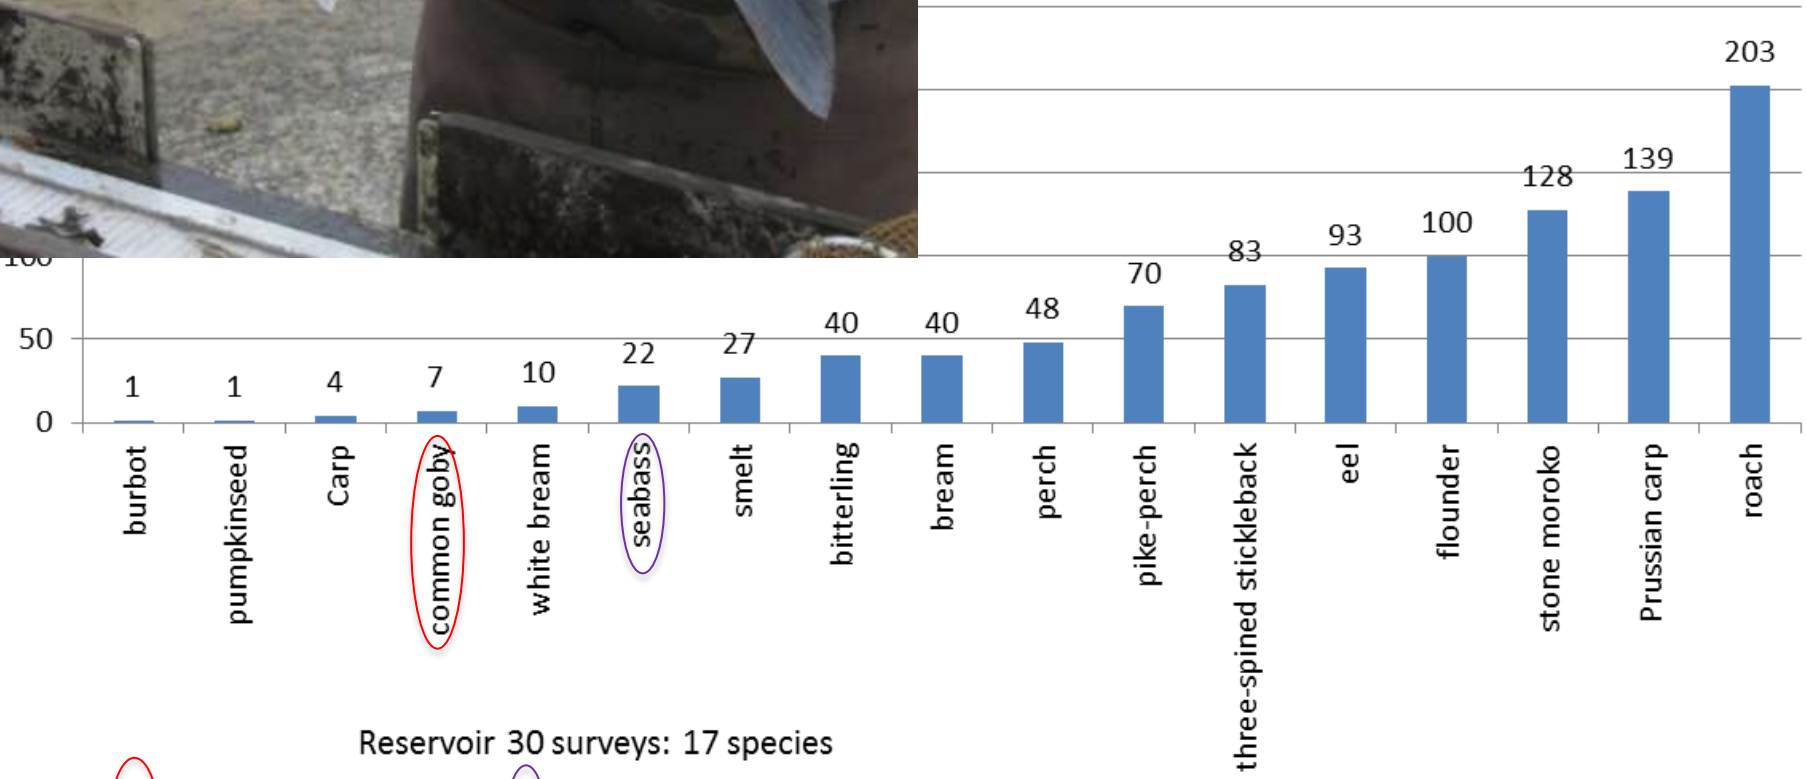 203
139
128
100
93
83
70
48
40
40
27
22
10
7
4
1
1
100
50
0
burbot
pumpkinseed
Carp
common goby
white bream
seabass
smelt
bitterling
bream
perch
pike-perch
three-spined stickleback
eel
flounder
stone moroko
Prussian carp
roach
Reservoir 30 surveys: 17 species